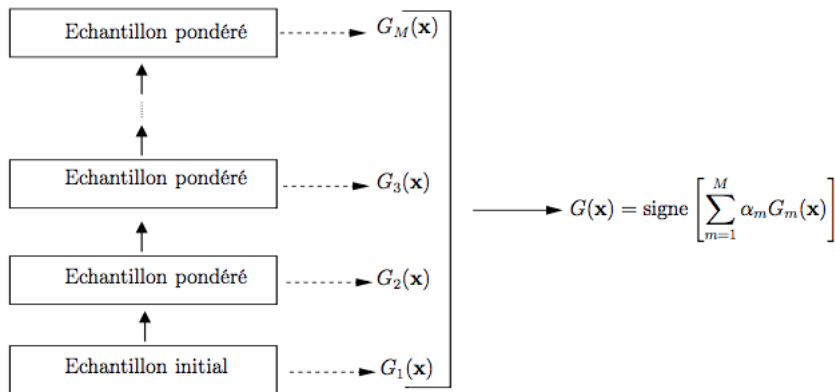 Echantillon pondéré G_M(x)
Echantillon pondéré G_3(x)
G(x) = signe [ ∑_{m=1}^{M} α_m G_m(x) ]
Echantillon pondéré G_2(x)
Echantillon initial G_1(x)